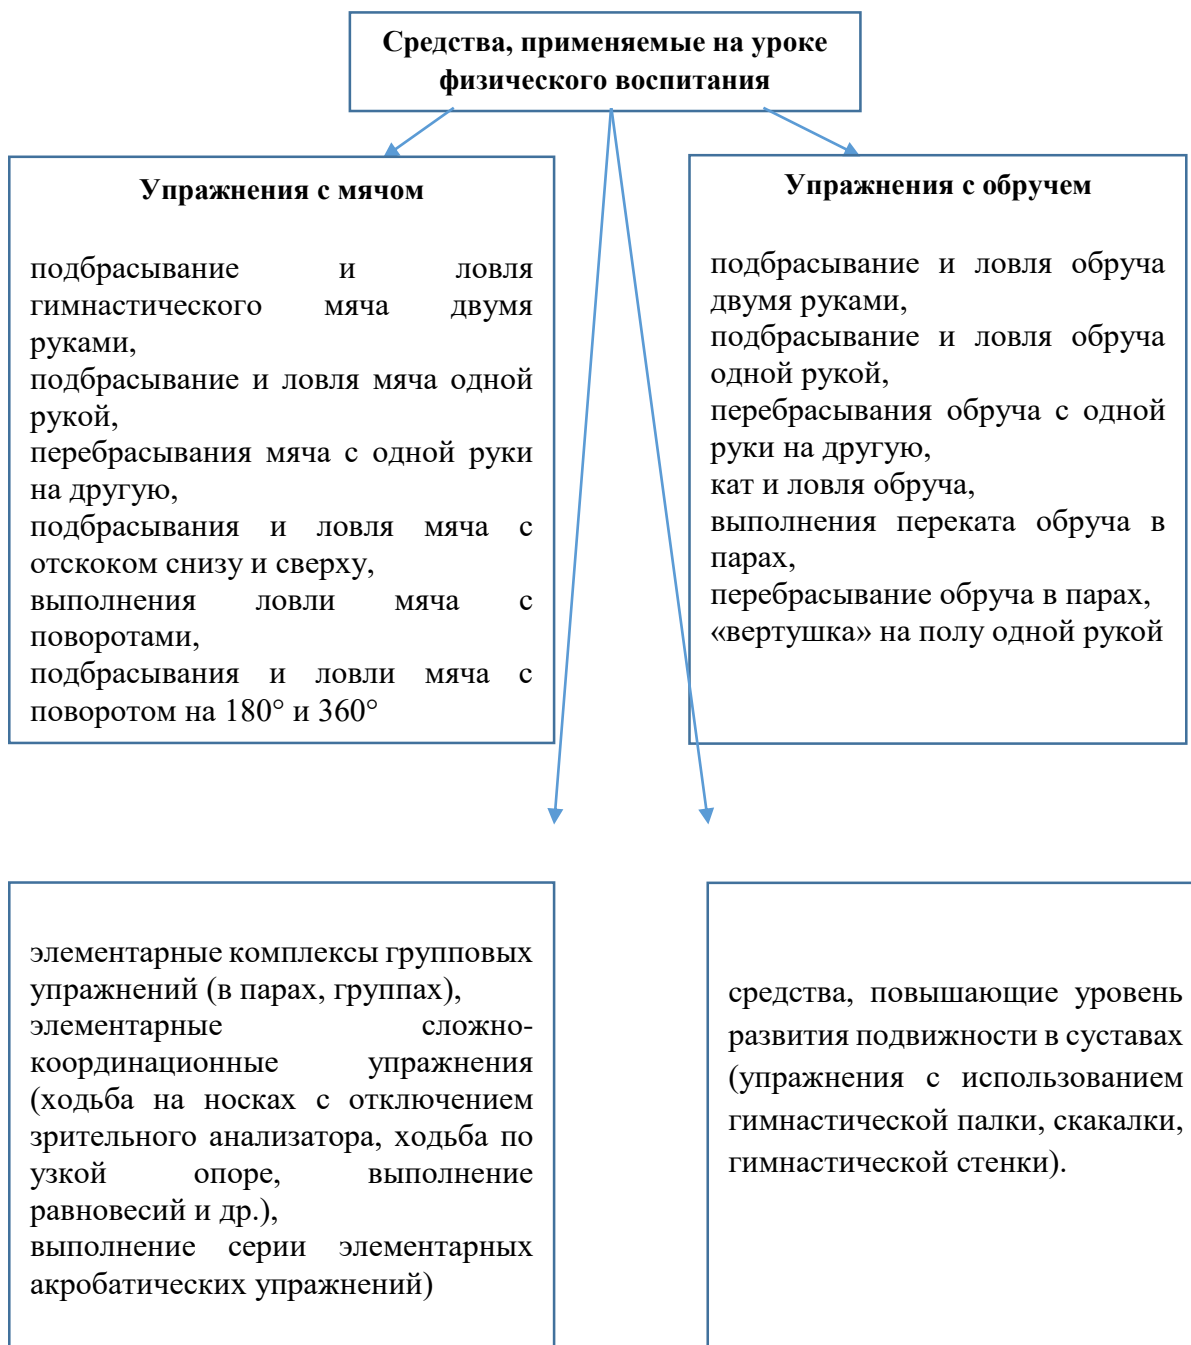 Средства, применяемые на уроке
физического воспитания
Упражнения с мячом
подбрасывание и ловля
гимнастического мяча двумя
руками,
подбрасывание и ловля мяча одной
рукой,
перебрасывания мяча с одной руки
на другую,
подбрасывания и ловля мяча с
отскоком снизу и сверху,
выполнения ловли мяча с
поворотами,
подбрасывания и ловли мяча с
поворотом на 180° и 360°
Упражнения с обручем
подбрасывание и ловля обруча
двумя руками,
подбрасывание и ловля обруча
одной рукой,
перебрасывания обруча с одной
руки на другую,
кат и ловля обруча,
выполнения переката обруча в
парах,
перебрасывание обруча в парах,
«вертушка» на полу одной рукой
элементарные комплексы групповых
упражнений (в парах, группах),
элементарные сложно-
координационные упражнения
(ходьба на носках с отключением
зрительного анализатора, ходьба по
узкой опоре, выполнение
равновесий и др.),
выполнение серии элементарных
акробатических упражнений)
средства, повышающие уровень
развития подвижности в суставах
(упражнения с использованием
гимнастической палки, скакалки,
гимнастической стенки).